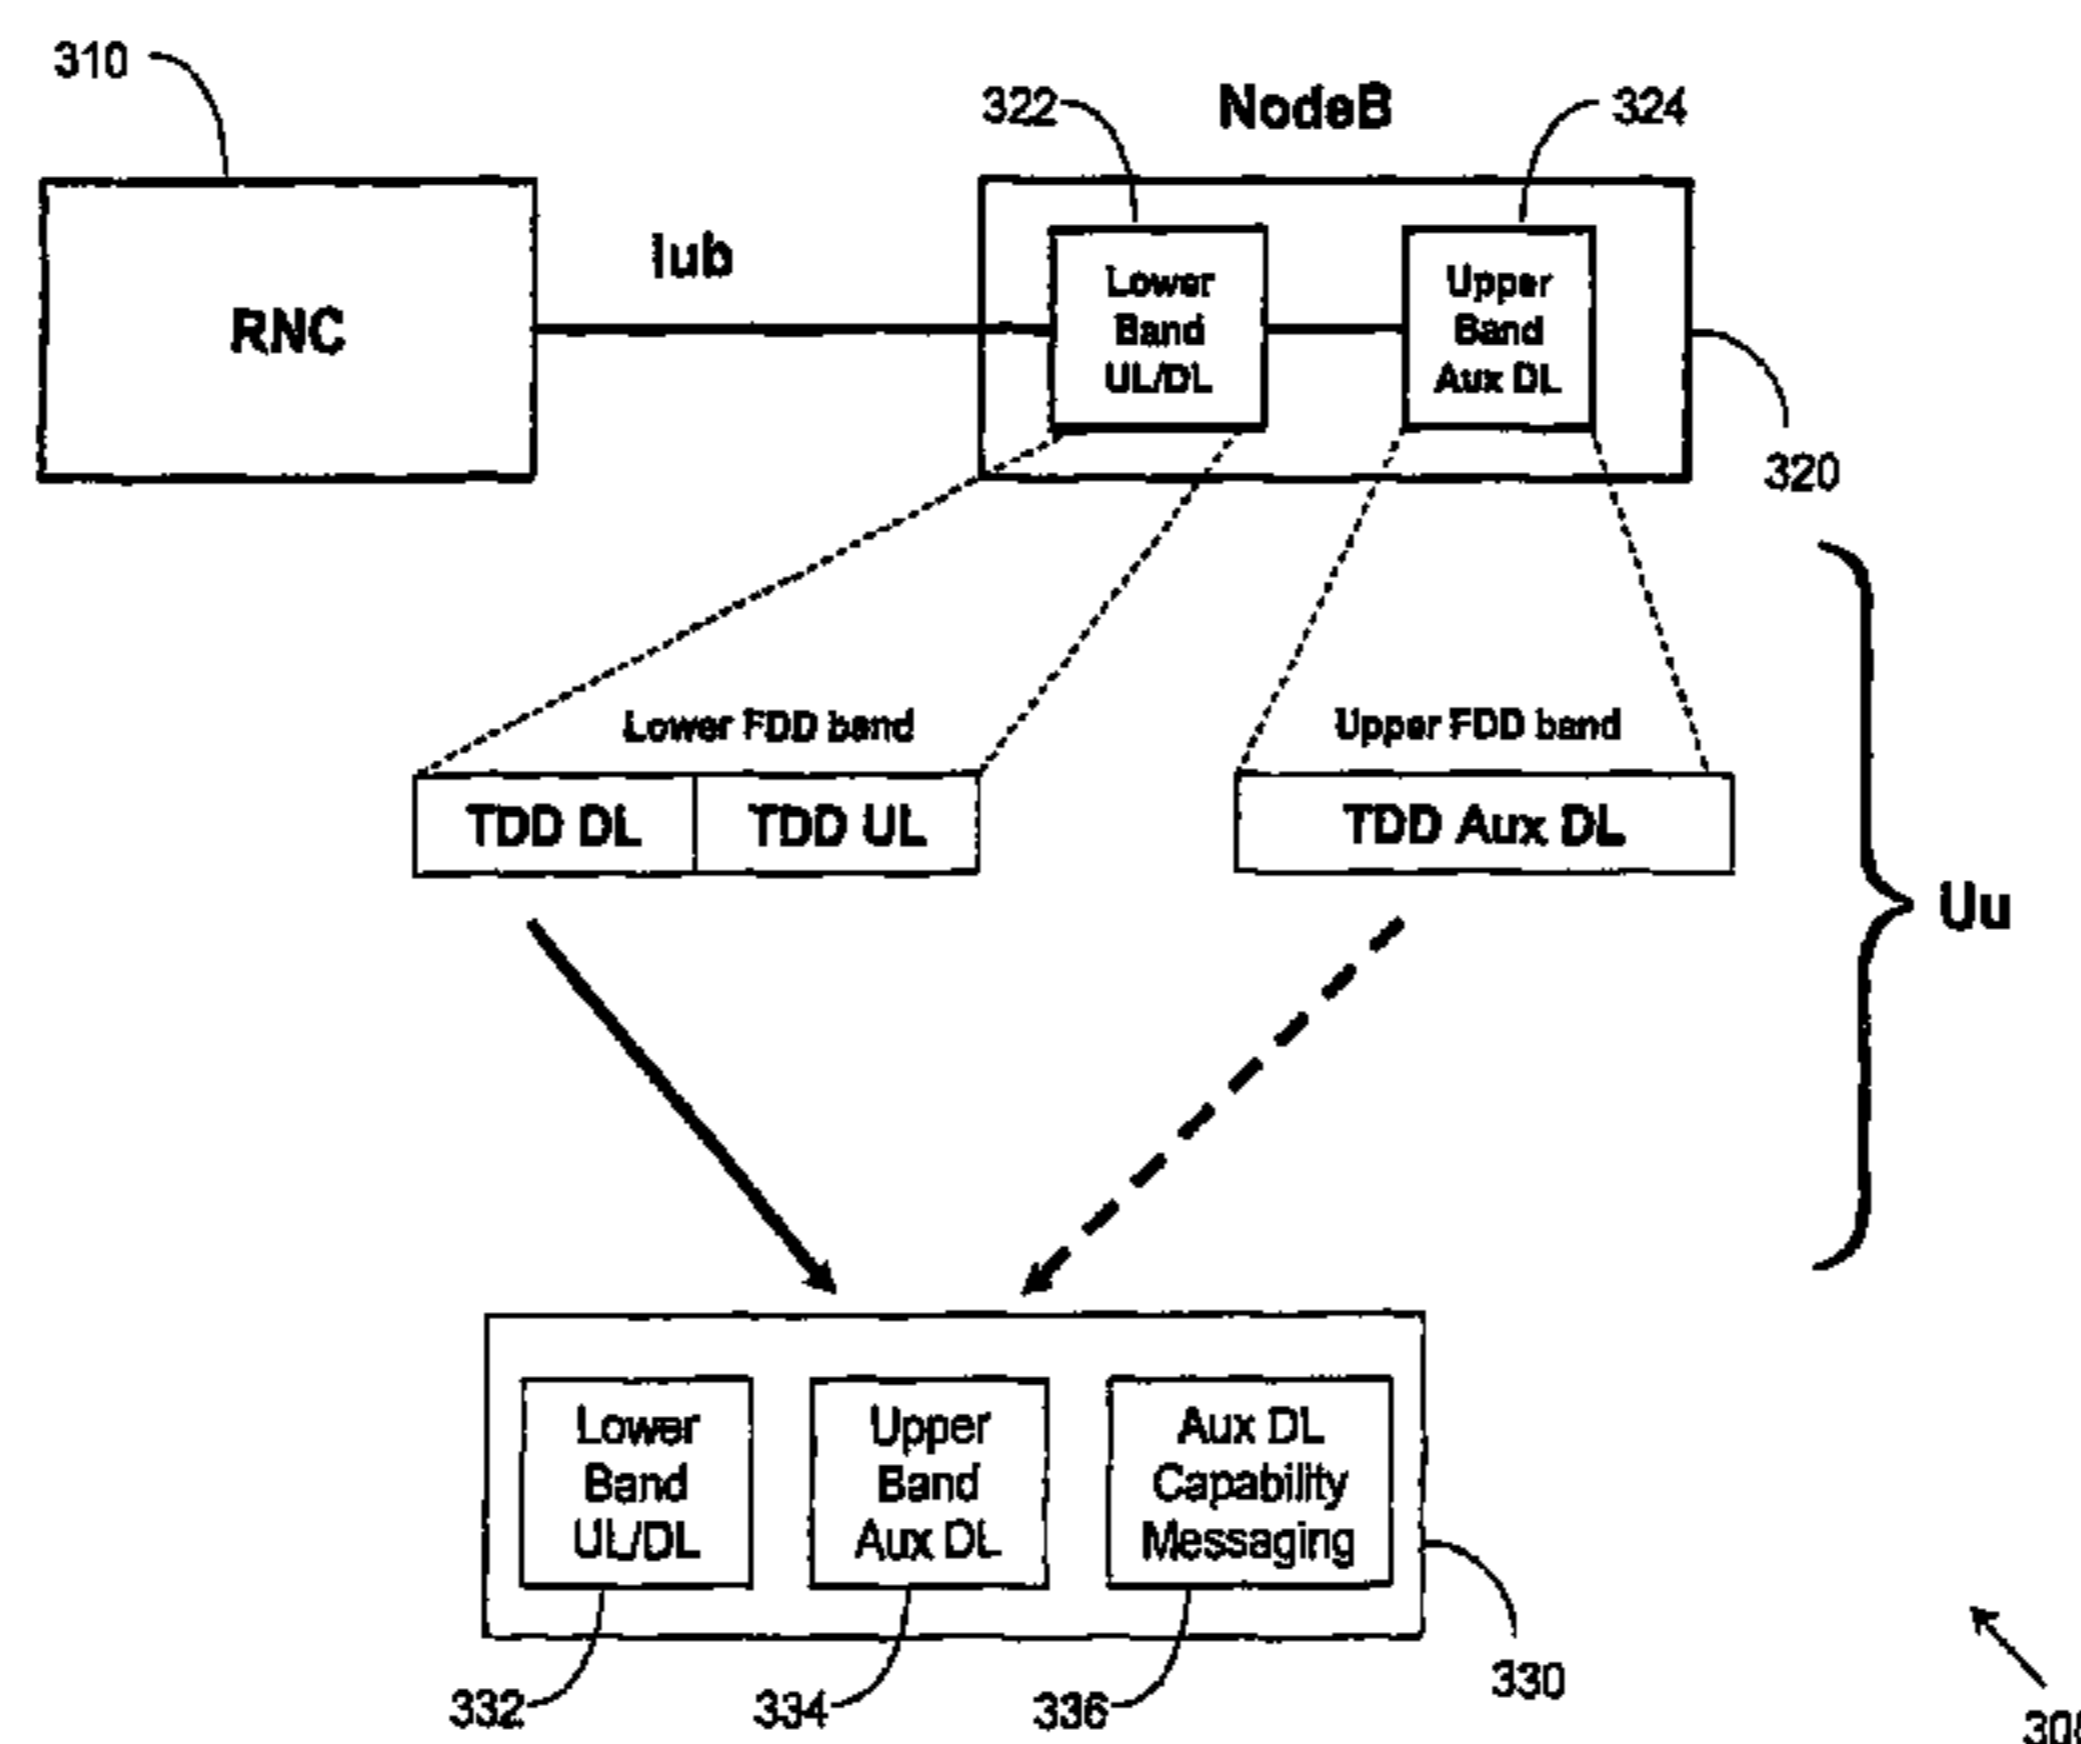 310
322
NodeB
324
RNC
Iub
Lower
Band
UL/DL
Upper
Band
Aux DL
320
Lower FDD band
Upper FDD band
TDD DL
TDD UL
TDD Aux DL
Uu
Lower
Band
UL/DL
Upper
Band
Aux DL
Aux DL
Capability
Messaging
332
334
336
330